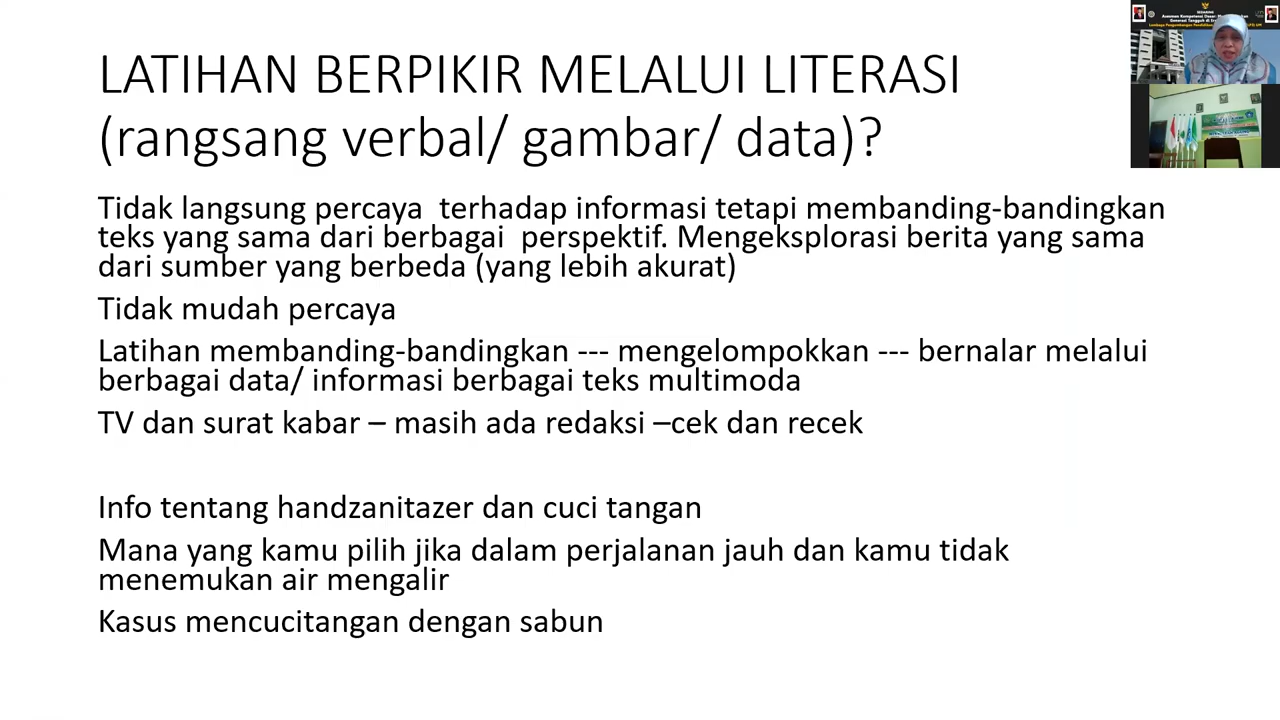 LATIHAN BERPIKIR MELALUI LITERASI
(rangsang verbal/ gambar/ data)?
Tidak langsung percaya  terhadap informasi tetapi membanding-bandingkan
teks yang sama dari berbagai  perspektif. Mengeksplorasi berita yang sama
dari sumber yang berbeda (yang lebih akurat)
Tidak mudah percaya
Latihan membanding-bandingkan --- mengelompokkan --- bernalar melalui
berbagai data/ informasi berbagai teks multimoda
TV dan surat kabar – masih ada redaksi –cek dan recek
Info tentang handzanitazer dan cuci tangan
Mana yang kamu pilih jika dalam perjalanan jauh dan kamu tidak
menemukan air mengalir
Kasus mencucitangan dengan sabun